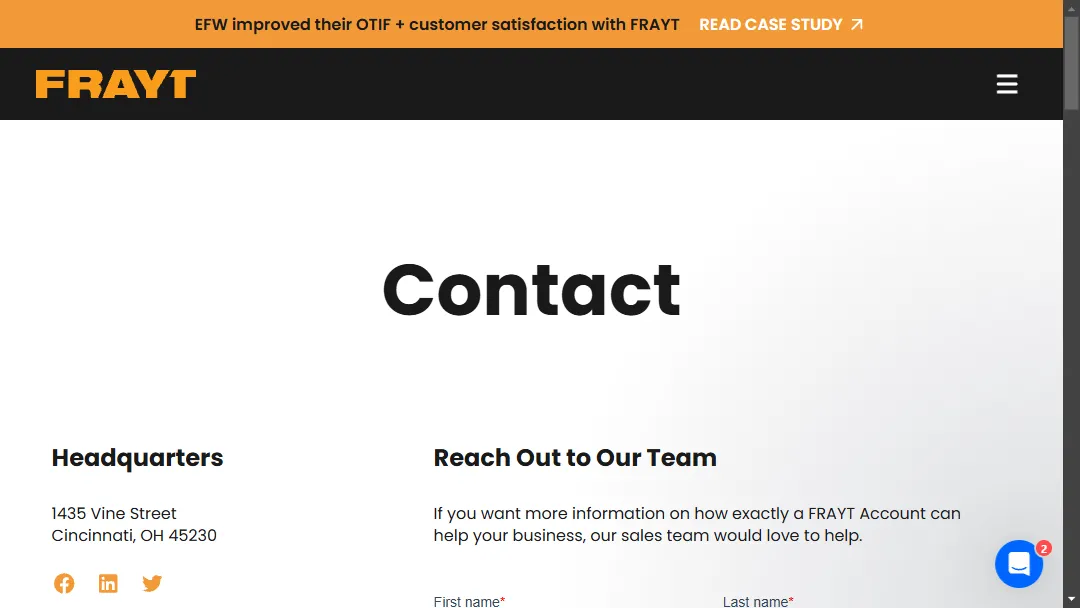 EFW improved their OTIF + customer satisfaction with FRAYT READ CASE STUDY
FRAYT
Contact
Headquarters
1435 Vine Street
Cincinnati, OH 45230
Reach Out to Our Team
If you want more information on how exactly a FRAYT Account can
help your business, our sales team would love to help.
2
First name*
Last name*